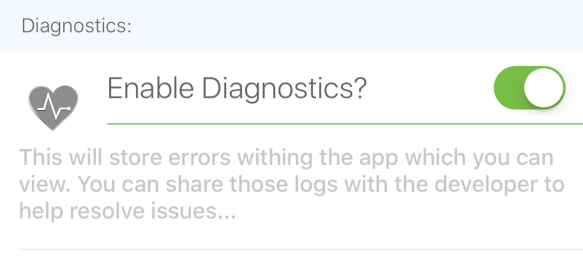 Diagnostics:
Enable Diagnostics?
This will store errors withing the app which you can
view. You can share those logs with the developer to
help resolve issues...